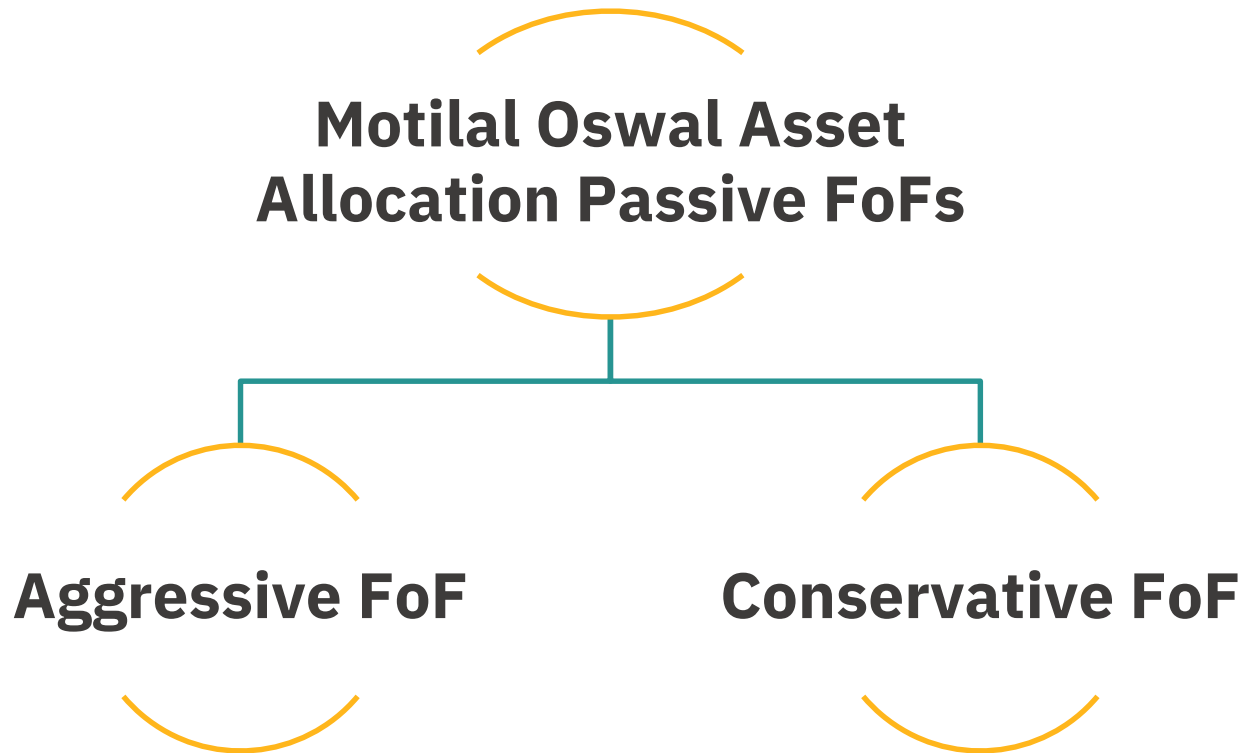 Motilal Oswal Asset
Allocation Passive FoFs
Aggressive FoF
Conservative FoF